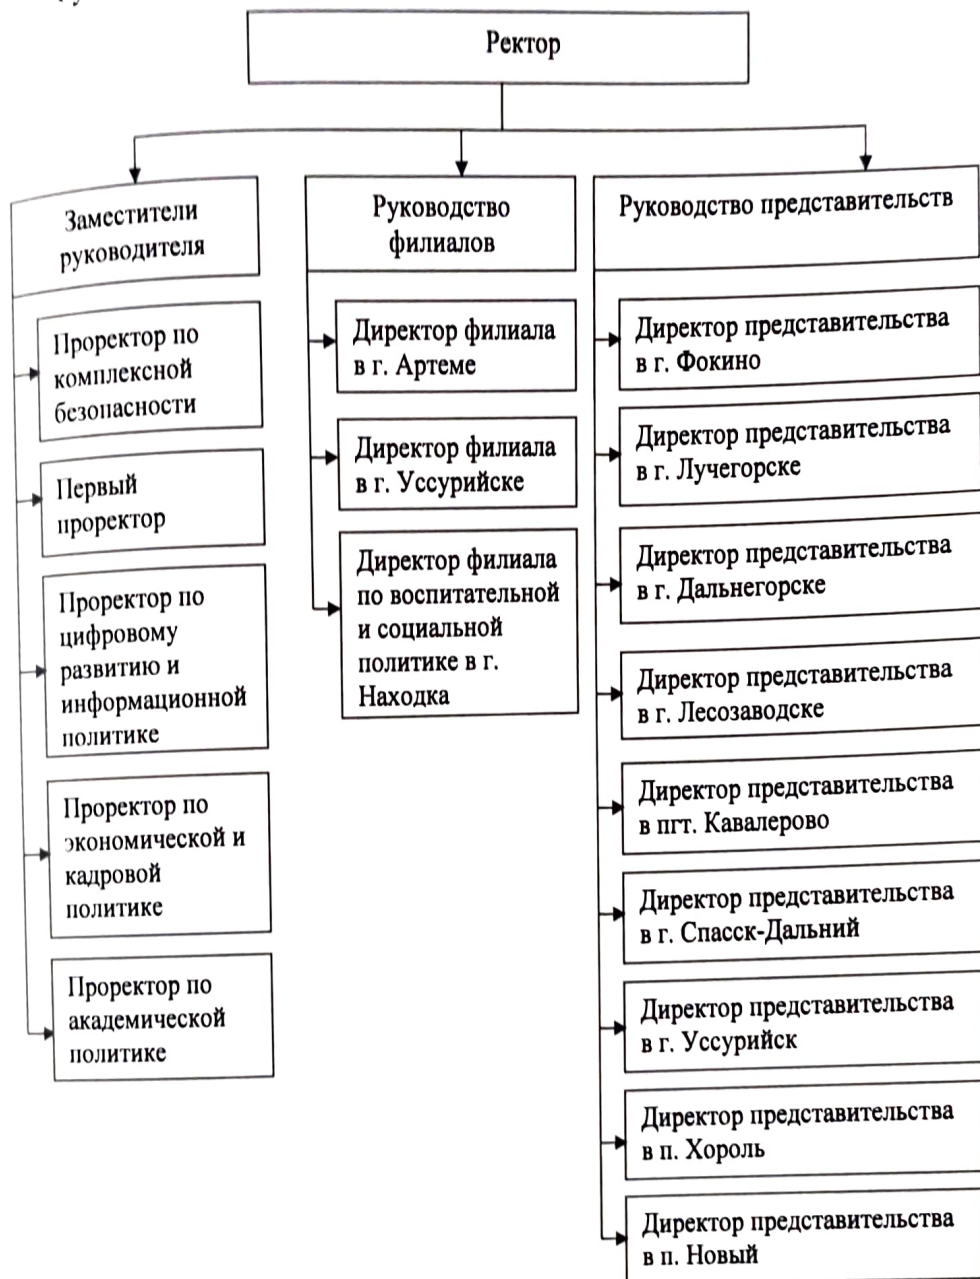 Ректор
Заместители
руководителя
Проректор по
комплексной
безопасности
Первый
проректор
Проректор по
цифровому
развитию и
информационной
политике
Проректор по
экономической и
кадровой
политике
Проректор по
академической
политике
Руководство
филиалов
Директор филиала
в г. Артеме
Директор филиала
в г. Уссурийске
Директор филиала
по воспитательной
и социальной
политике в г.
Находка
Руководство представительств
Директор представительства
в г. Фокино
Директор представительства
в г. Лучегорске
Директор представительства
в г. Дальнегорске
Директор представительства
в г. Лесозаводске
Директор представительства
в пгт. Кавалерово
Директор представительства
в г. Спасск-Дальний
Директор представительства
в г. Уссурийск
Директор представительства
в п. Хороль
Директор представительства
в п. Новый